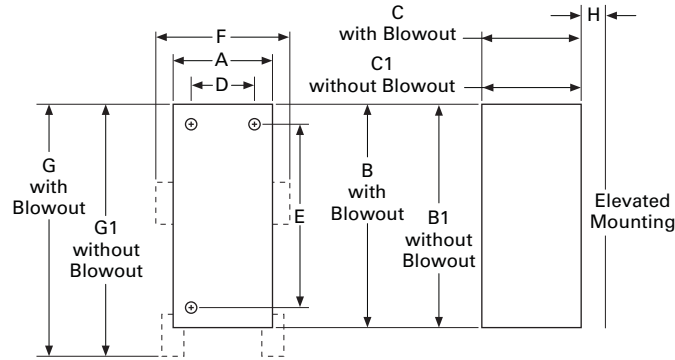 C
with Blowout
H
F
A
D
C1
without Blowout
G
with
Blowout
G1
without
Blowout
E
B
with
Blowout
B1
without
Blowout
Elevated
Mounting